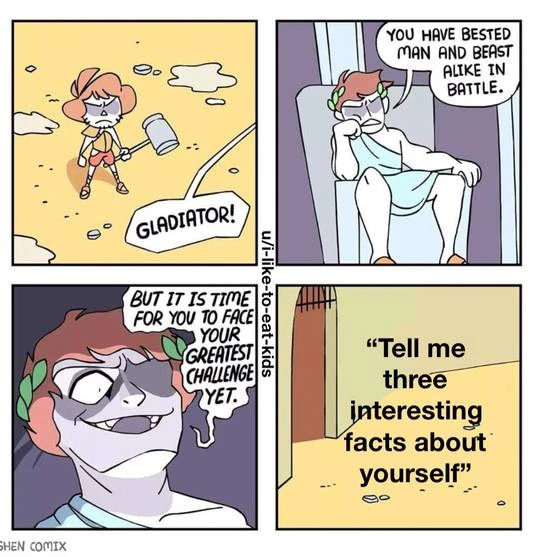 GLADIATOR!
YOU HAVE BESTED
MAN AND BEAST
ALIKE IN
BATTLE.
BUT IT IS TIME
FOR YOU TO FACE
YOUR
GREATEST
CHALLENGE
YET.
“Tell me
three
interesting
facts about
yourself”
u/i-like-to-eat-kids
SHEN COMIX